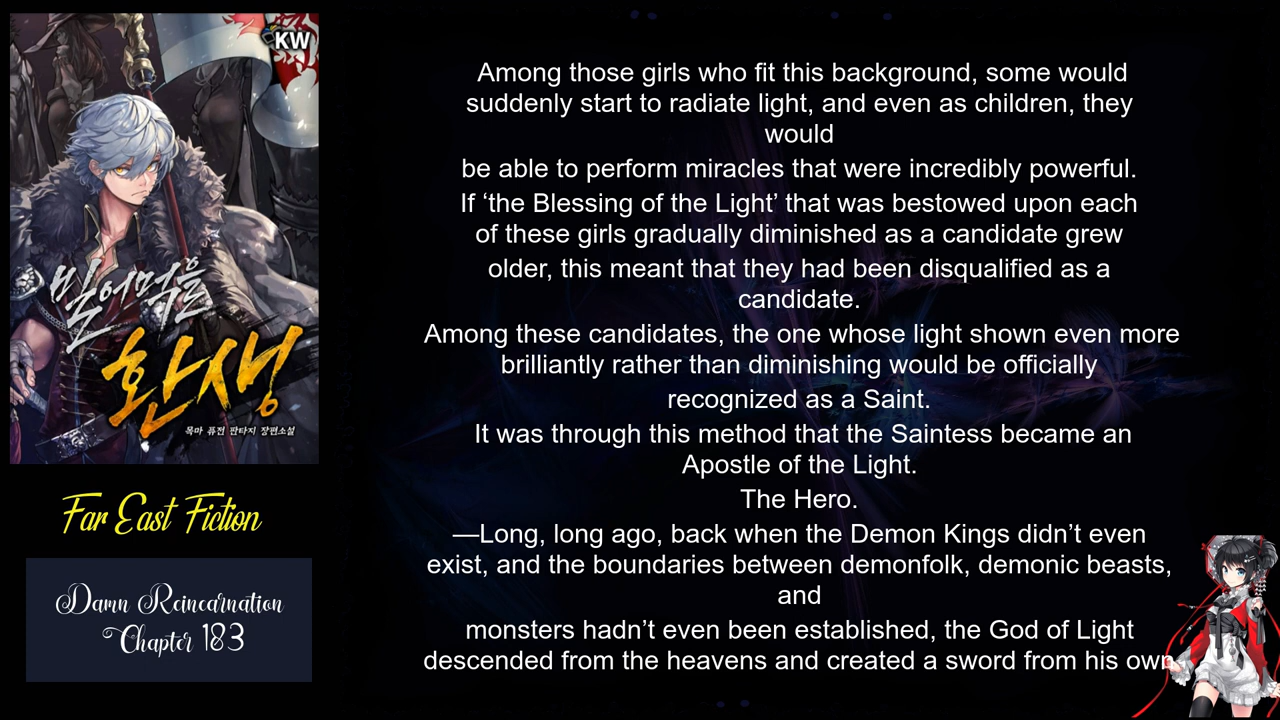 KW
빌어먹을
환생
목마 퓨전 판타지 장편소설
Far East Fiction
Damn Reincarnation
Chapter 183
Among those girls who fit this background, some would
suddenly start to radiate light, and even as children, they
would
be able to perform miracles that were incredibly powerful.
If ‘the Blessing of the Light’ that was bestowed upon each
of these girls gradually diminished as a candidate grew
older, this meant that they had been disqualified as a
candidate.
Among these candidates, the one whose light shown even more
brilliantly rather than diminishing would be officially
recognized as a Saint.
It was through this method that the Saintess became an
Apostle of the Light.
The Hero.
—Long, long ago, back when the Demon Kings didn’t even
exist, and the boundaries between demonfolk, demonic beasts,
and
monsters hadn’t even been established, the God of Light
descended from the heavens and created a sword from his own